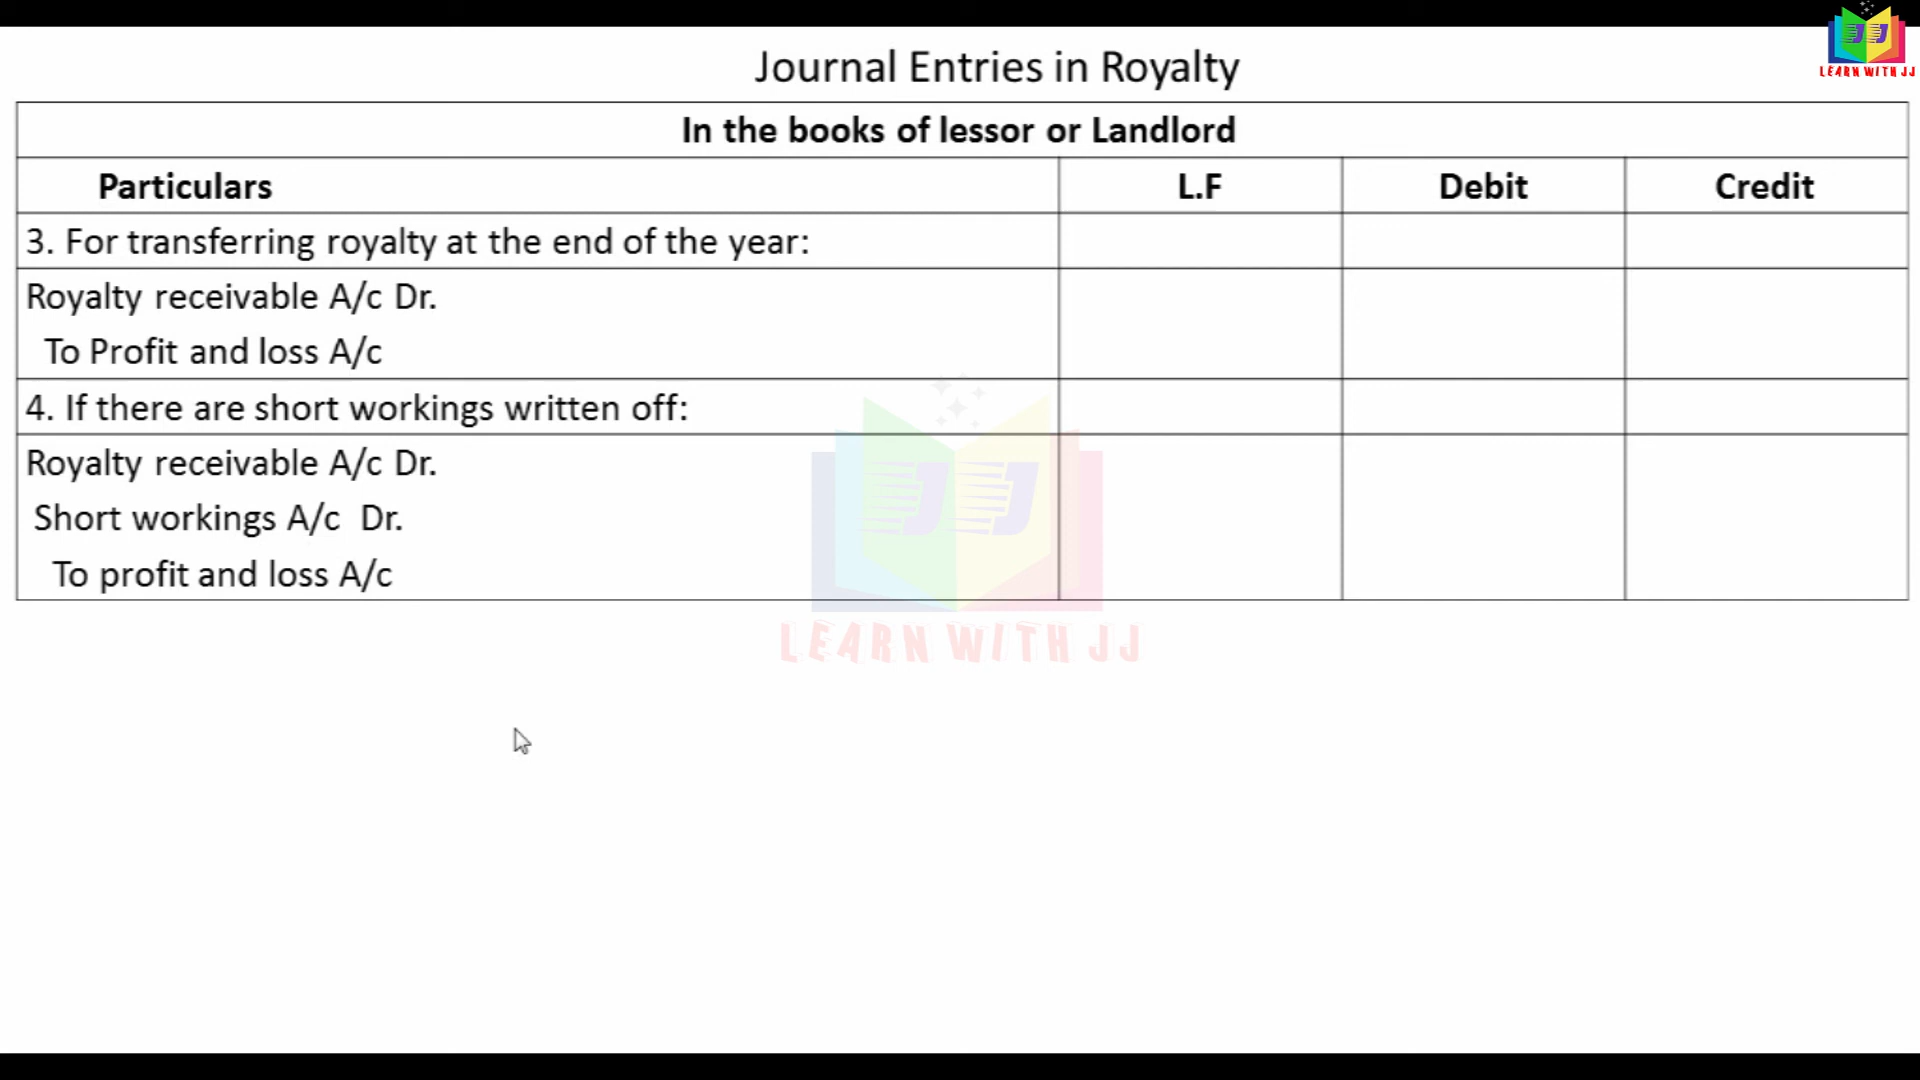 LEARN WITH JJ
Journal Entries in Royalty
In the books of lessor or Landlord
Particulars L.F Debit Credit
3. For transferring royalty at the end of the year:
Royalty receivable A/c Dr.
To Profit and loss A/c
4. If there are short workings written off:
Royalty receivable A/c Dr.
Short workings A/c Dr.
To profit and loss A/c
JJ
LEARN WITH JJ